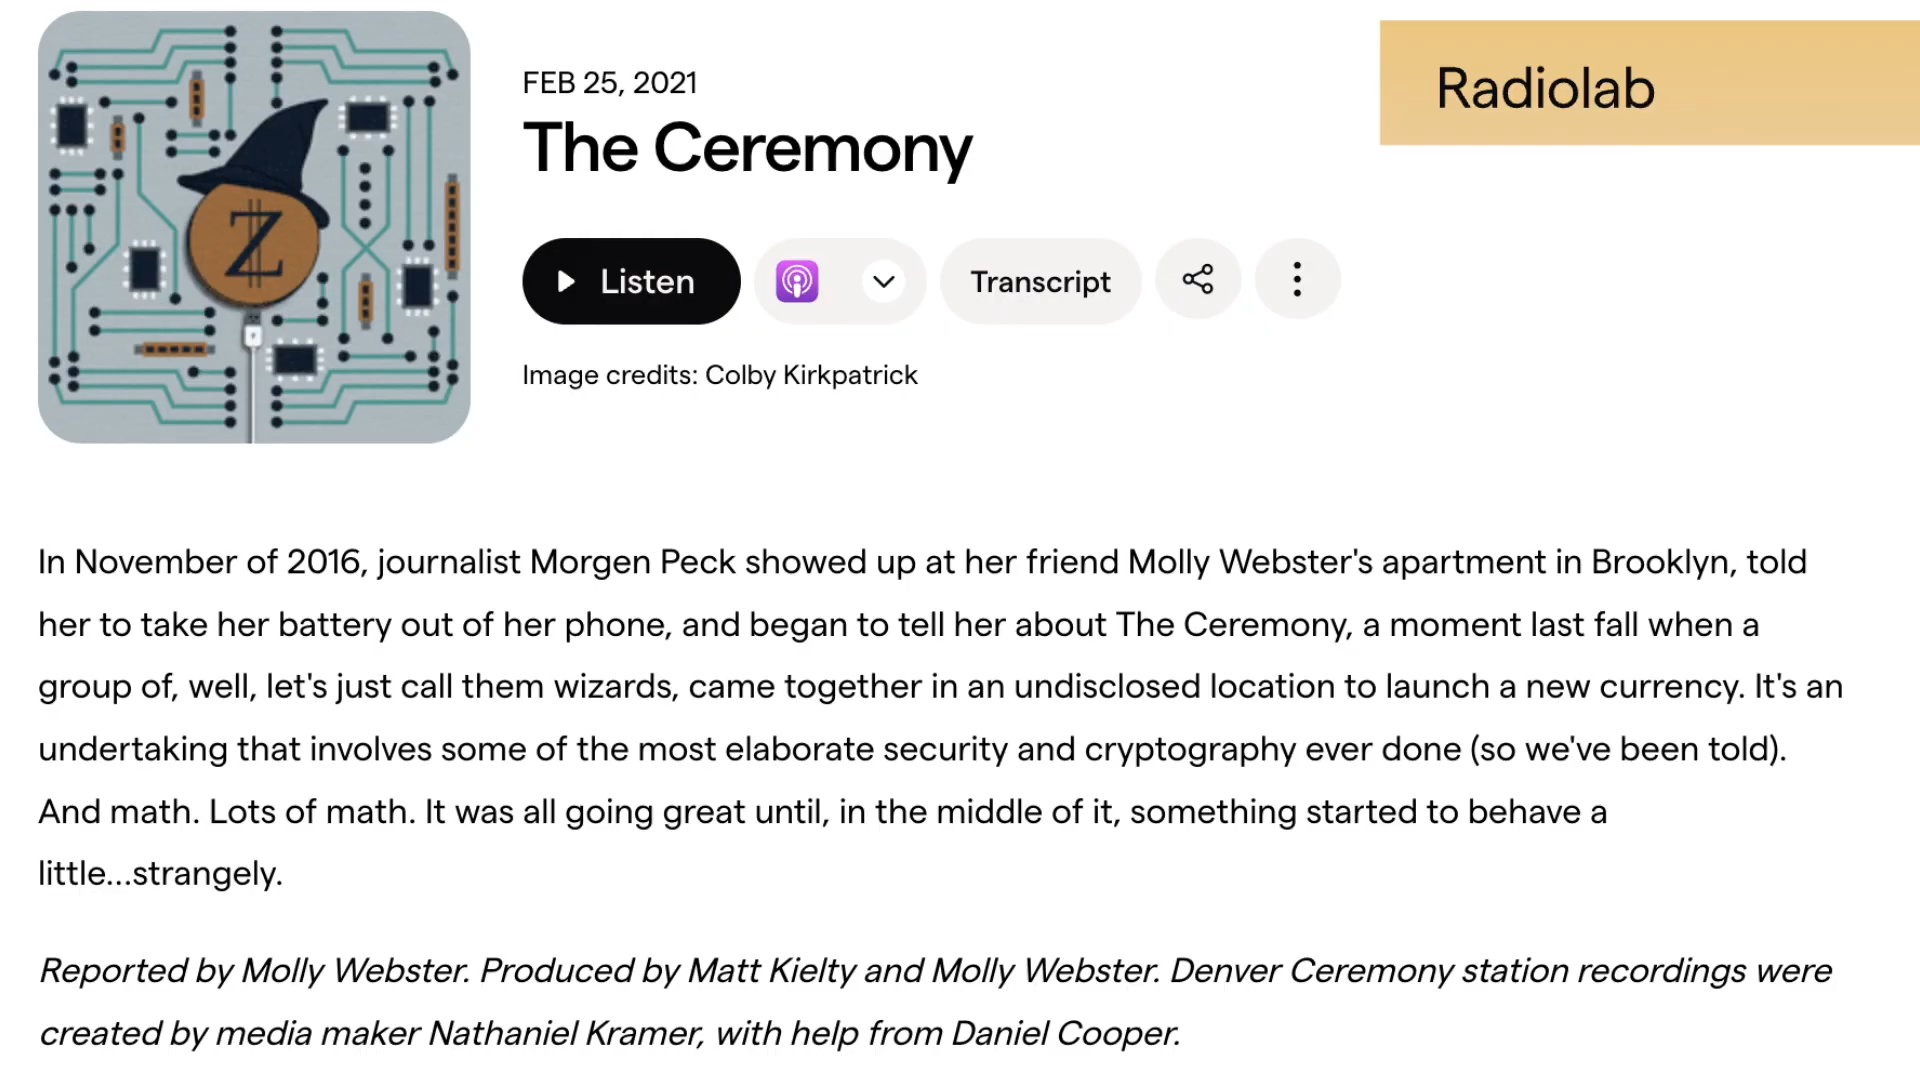 FEB 25, 2021
The Ceremony
Radiolab
Listen
Transcript
Image credits: Colby Kirkpatrick
Z
In November of 2016, journalist Morgen Peck showed up at her friend Molly Webster's apartment in Brooklyn, told
her to take her battery out of her phone, and began to tell her about The Ceremony, a moment last fall when a
group of, well, let's just call them wizards, came together in an undisclosed location to launch a new currency. It's an
undertaking that involves some of the most elaborate security and cryptography ever done (so we've been told).
And math. Lots of math. It was all going great until, in the middle of it, something started to behave a
little...strangely.
Reported by Molly Webster. Produced by Matt Kielty and Molly Webster. Denver Ceremony station recordings were
created by media maker Nathaniel Kramer, with help from Daniel Cooper.